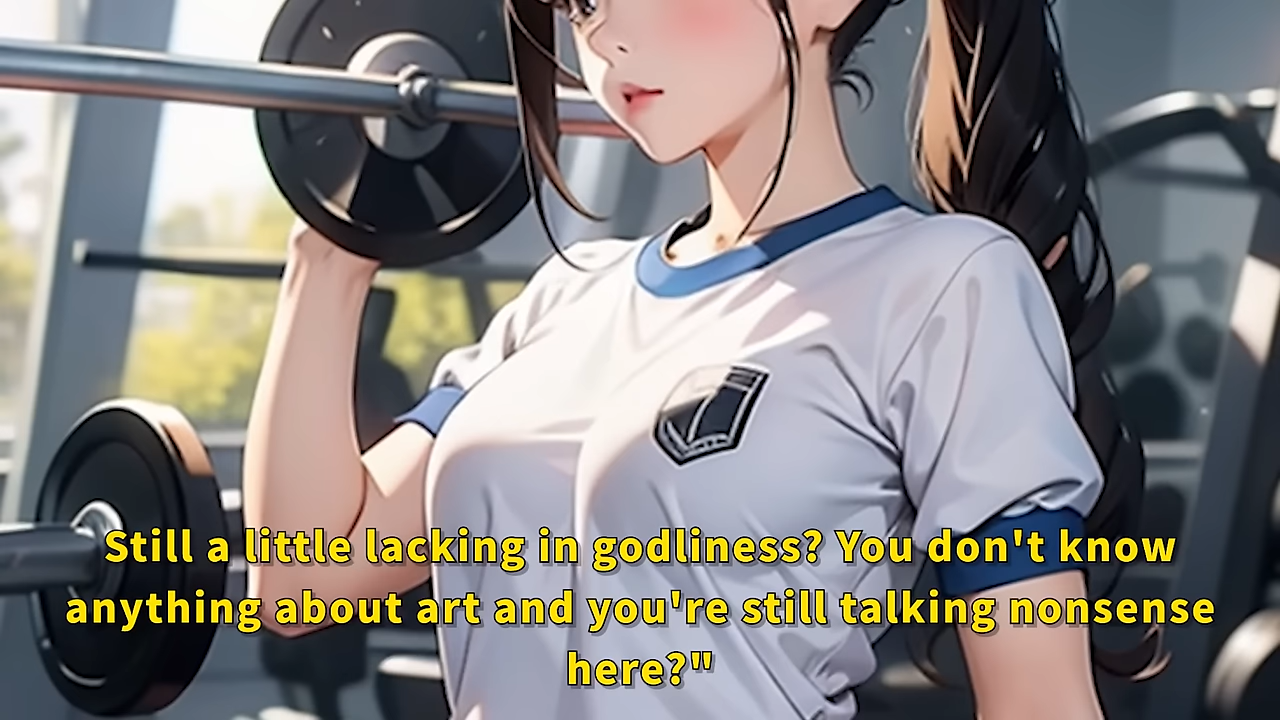 Still a little lacking in godliness? You don't know
anything about art and you're still talking nonsense
here?"